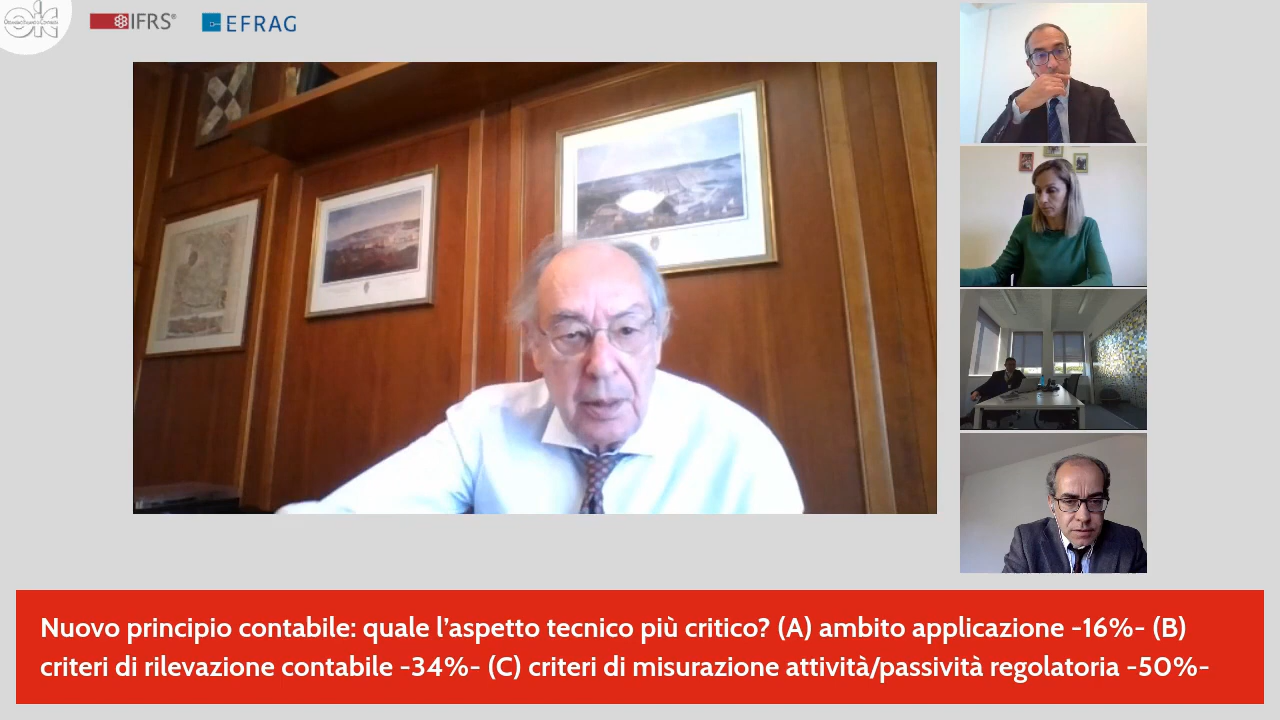 IFRS®
EFRAG
Nuovo principio contabile: quale l'aspetto tecnico più critico? (A) ambito applicazione -16%- (B)
criteri di rilevazione contabile -34%- (C) criteri di misurazione attività/passività regolatoria -50%-